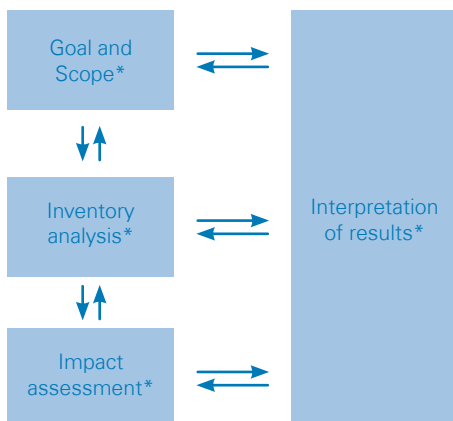 Goal and
Scope*
Inventory
analysis*
Interpretation
of results*
Impact
assessment*